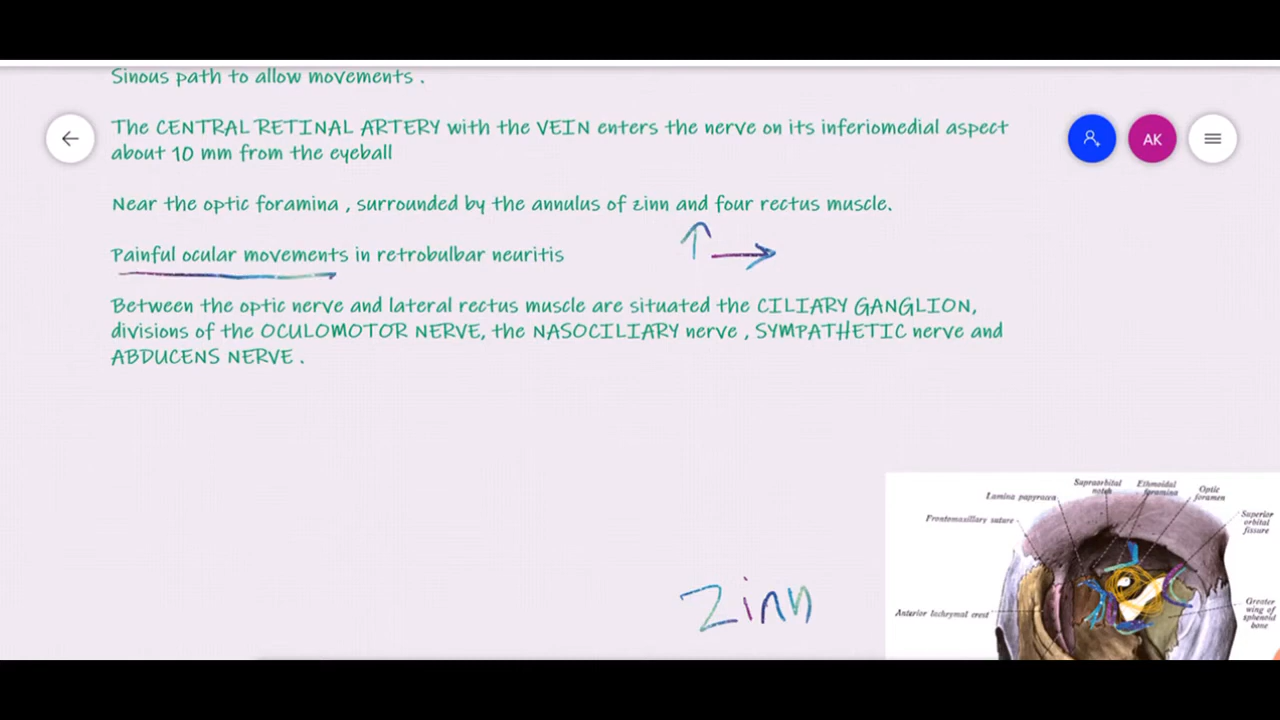 Sinous path to allow movements .
The CENTRAL RETINAL ARTERY with the VEIN enters the nerve on its inferiomedial aspect
about 10 mm from the eyeball
AK
Near the optic foramina , surrounded by the annulus of zinn and four rectus muscle.
Painful ocular movements in retrobulbar neuritis
Between the optic nerve and lateral rectus muscle are situated the CILIARY GANGLION,
divisions of the OCULOMOTOR NERVE, the NASOCILIARY nerve , SYMPATHETIC nerve and
ABDUCENS NERVE .
Zinn
Supraorbital
notch
Ethmoidal
foramina
Optic
foramen
Lamina papyracea
Frontomaxillary suture
Superior
orbital
fissure
Anterior lachrymal crest
Greater
wing of
sphenoid
bone